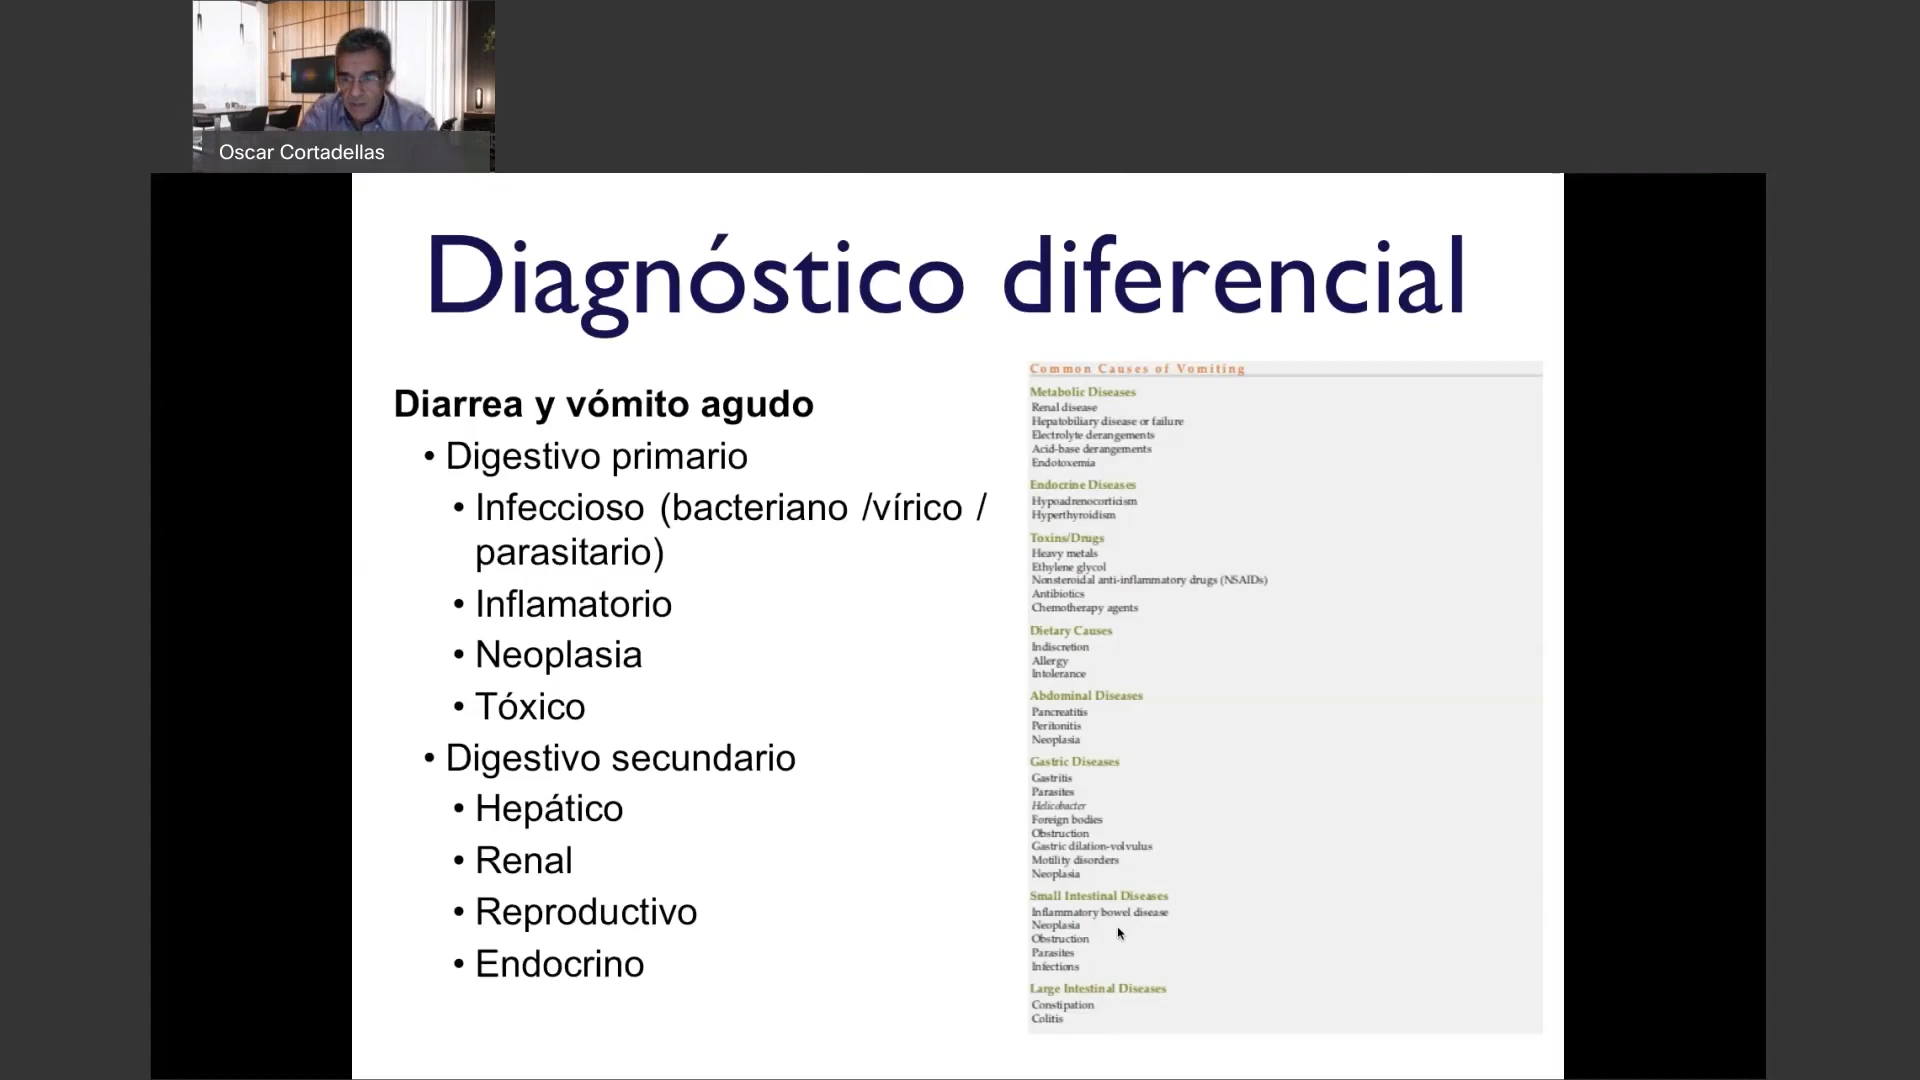 Oscar Cortadellas
Diagnóstico diferencial
Diarrea y vómito agudo
• Digestivo primario
• Infeccioso (bacteriano /vírico /
parasitario)
• Inflamatorio
• Neoplasia
• Tóxico
• Digestivo secundario
• Hepático
• Renal
• Reproductivo
• Endocrino
Common Causes of Vomiting
Metabolic Diseases
Renal disease
Hepatobiliary disease or failure
Electrolyte derangements
Acid-base derangements
Endotoxemia
Endocrine Diseases
Hypoadrenocorticism
Hyperthyroidism
Toxins/Drugs
Heavy metals
Ethylene glycol
Nonsteroidal anti-inflammatory drugs (NSAIDs)
Antibiotics
Chemotherapy agents
Dietary Causes
Indiscretion
Allergy
Intolerance
Abdominal Diseases
Pancreatitis
Peritonitis
Neoplasia
Gastric Diseases
Gastritis
Parasites
Helicobacter
Foreign bodies
Obstruction
Gastric dilation-volvulus
Motility disorders
Neoplasia
Small Intestinal Diseases
Inflammatory bowel disease
Neoplasia
Obstruction
Parasites
Infections
Large Intestinal Diseases
Constipation
Colitis